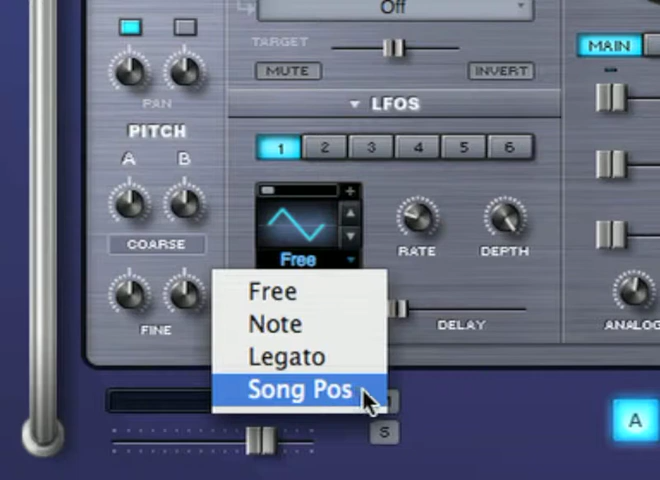 Off
TARGET
MAIN
MUTE
INVERT
PAN
LFOS
PITCH
A B
1 2 3 4 5 6
COARSE
Free
RATE
DEPTH
Free
Note
Legato
Song Pos
FINE
DELAY
ANALOG
S
A